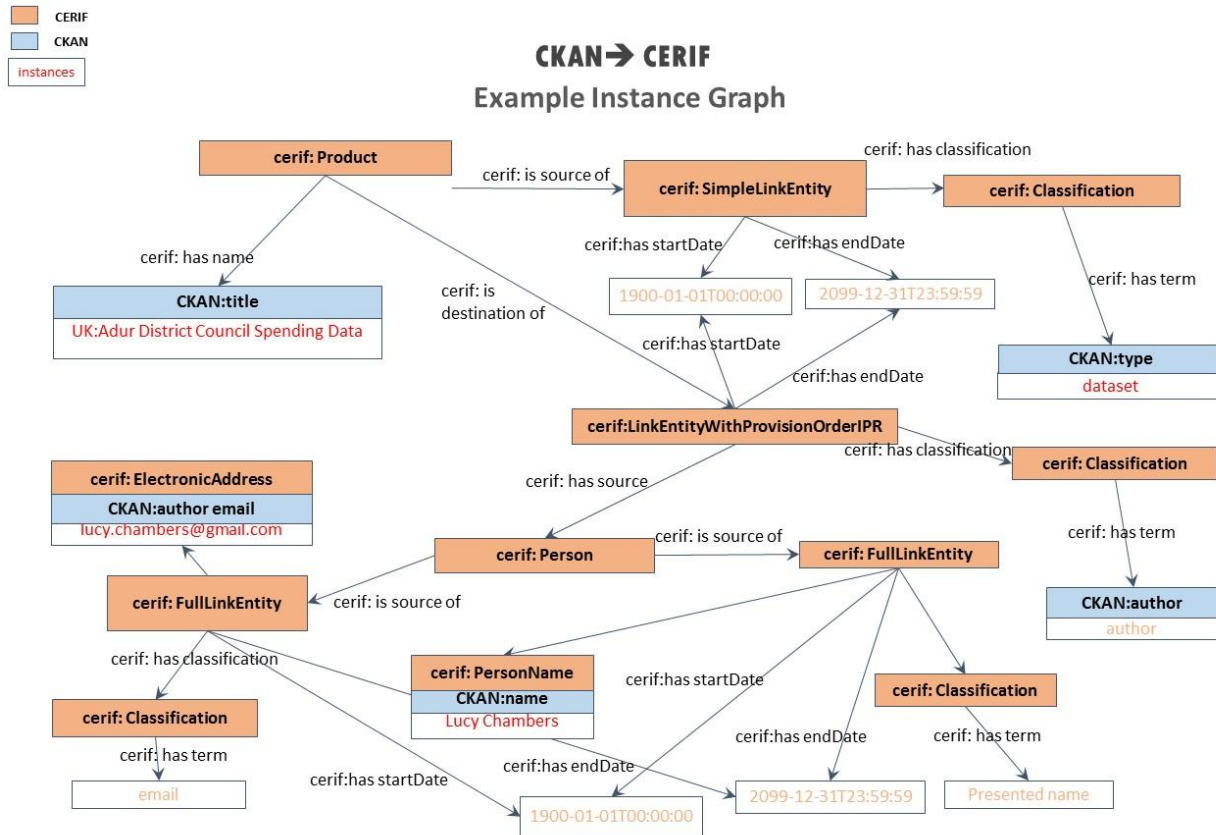 CERIF
CKAN
instances
CKAN→ CERIF
Example Instance Graph
cerif: Product
cerif: is source of
cerif: SimpleLinkEntity
cerif: has classification
cerif: Classification
cerif: has name
cerif:has startDate
cerif:has endDate
cerif: has term
CKAN:title
UK:Adur District Council Spending Data
cerif: is
destination of
1900-01-01T00:00:00
2099-12-31T23:59:59
cerif:has startDate
cerif:has endDate
CKAN:type
dataset
cerif:LinkEntityWithProvisionOrderIPR
cerif: has classification
cerif: Classification
cerif: ElectronicAddress
CKAN:author email
lucy.chambers@gmail.com
cerif: has source
cerif: has term
cerif: Person
cerif: is source of
cerif: FullLinkEntity
cerif: FullLinkEntity
cerif: is source of
CKAN:author
author
cerif: has classification
cerif: PersonName
CKAN:name
Lucy Chambers
cerif:has startDate
cerif: Classification
cerif: Classification
cerif: has term
cerif:has endDate
cerif: has term
cerif:has startDate
cerif:has endDate
email
1900-01-01T00:00:00
2099-12-31T23:59:59
Presented name